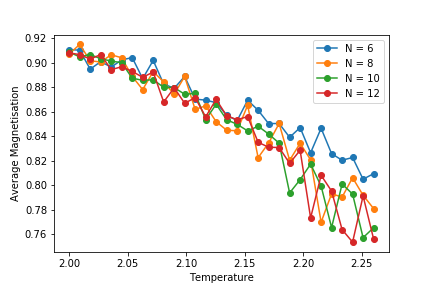 0.92
0.90
0.88
0.86
0.84
0.82
0.80
0.78
0.76
Average Magnetisation
N = 6
N = 8
N = 10
N = 12
2.00 2.05 2.10 2.15 2.20 2.25
Temperature